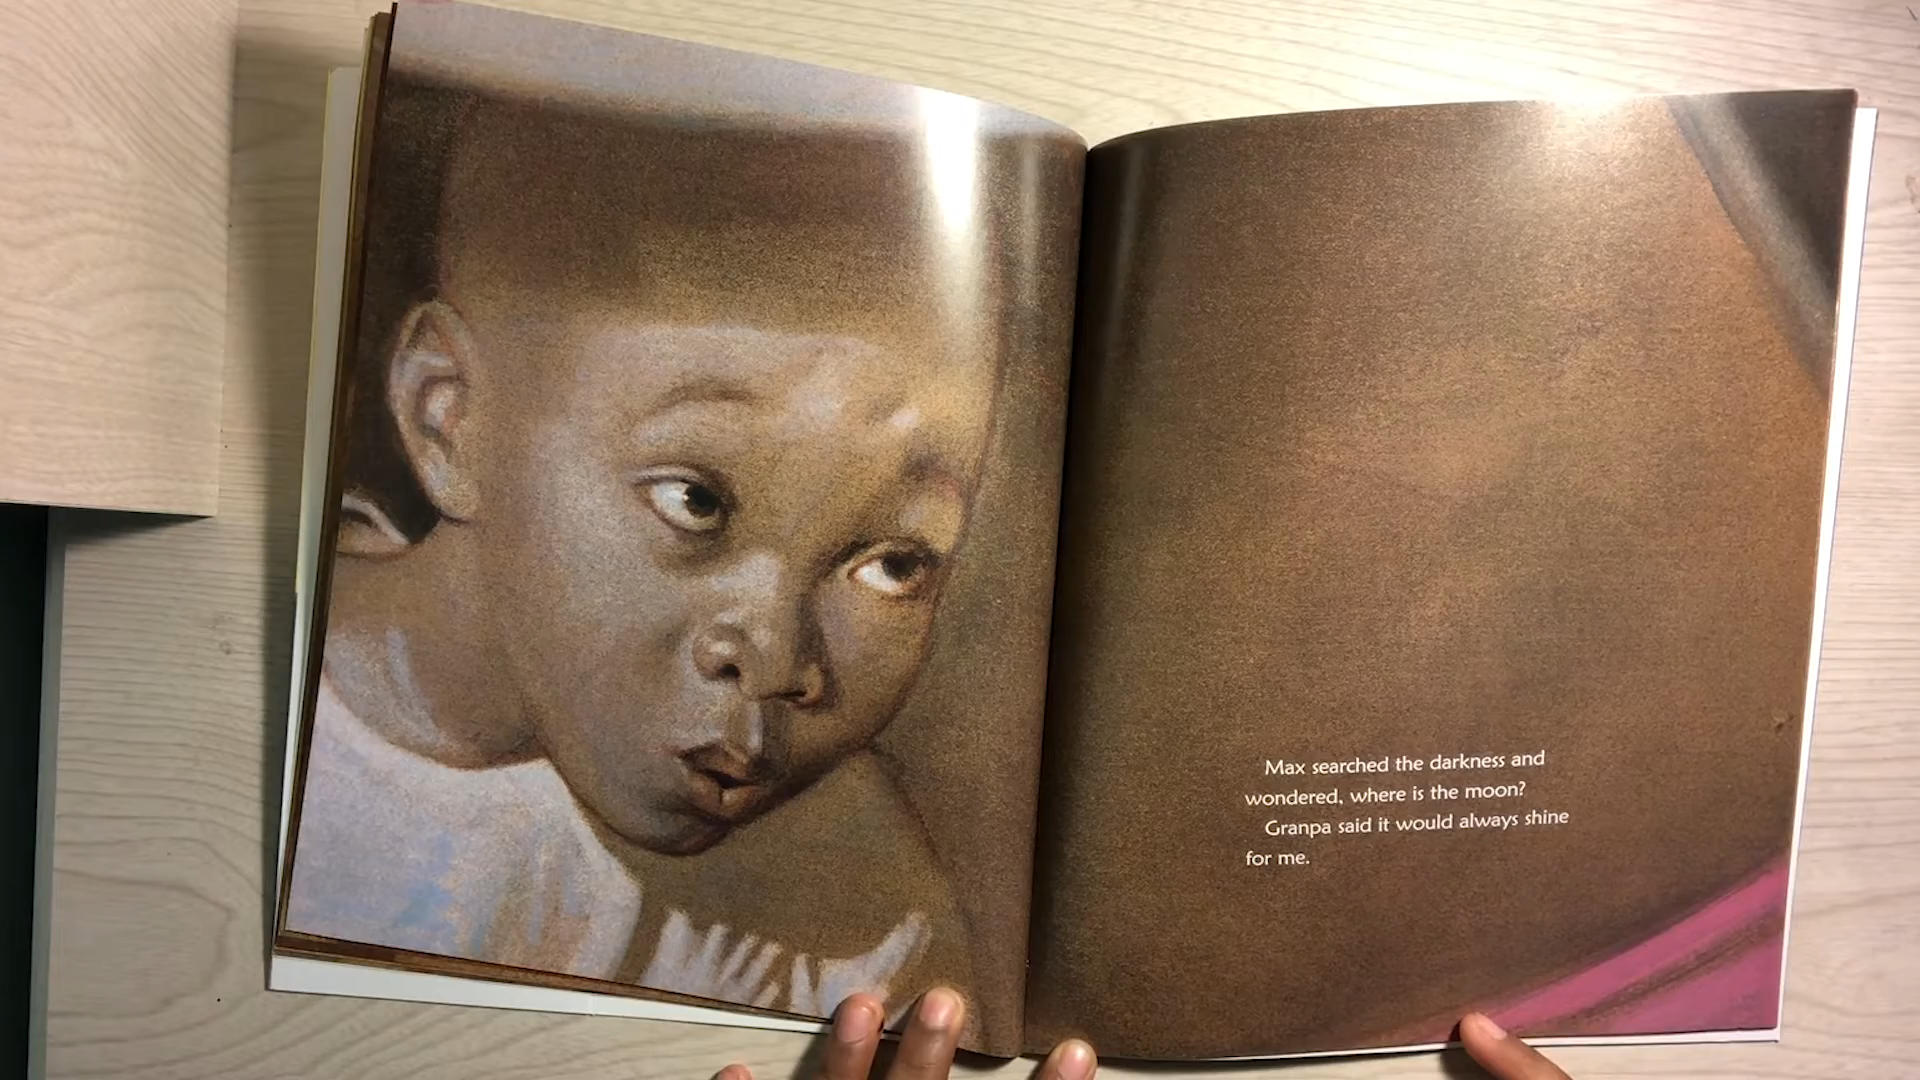 Max searched the darkness and
wondered, where is the moon?
Granpa said it would always shine
for me.